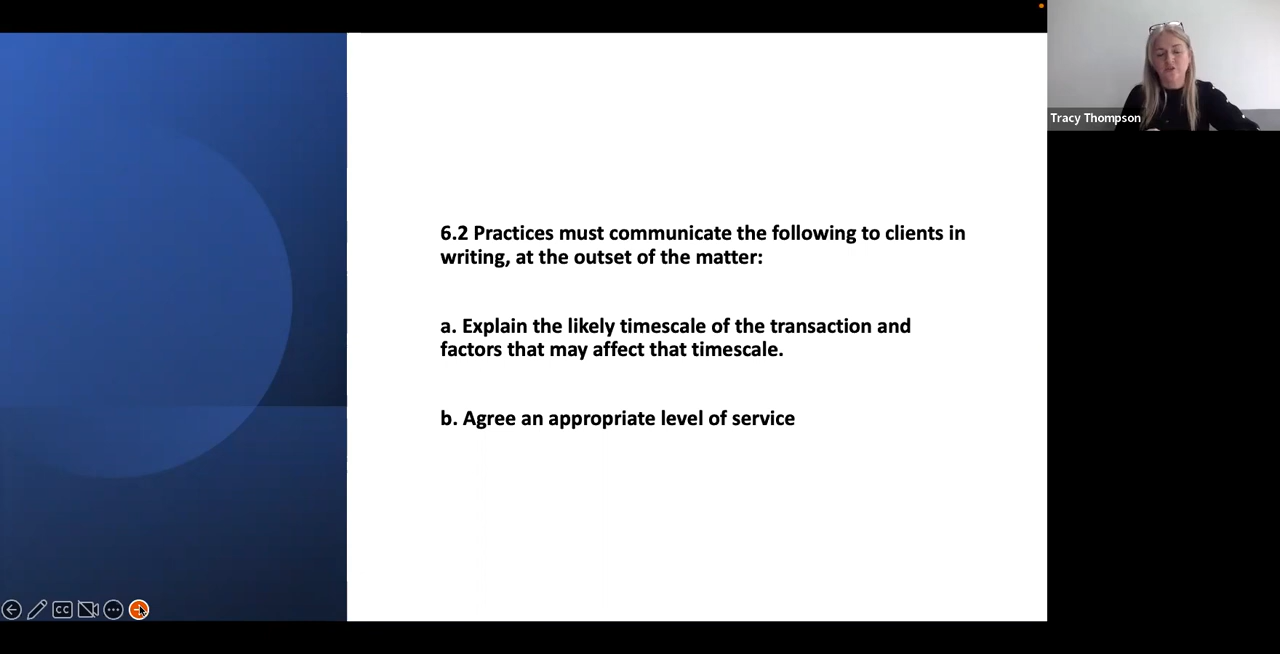 Tracy Thompson
6.2 Practices must communicate the following to clients in
writing, at the outset of the matter:
a. Explain the likely timescale of the transaction and
factors that may affect that timescale.
b. Agree an appropriate level of service
CC